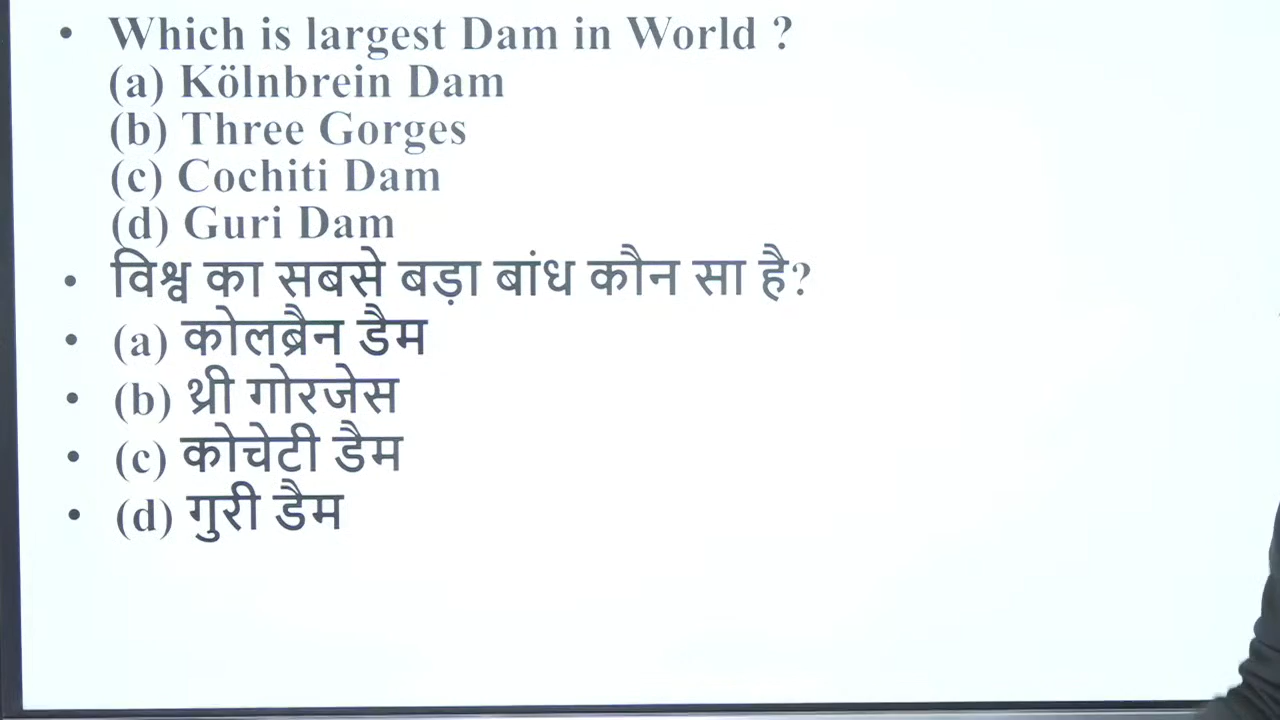 • Which is largest Dam in World ?
(a) Kölnbrein Dam
(b) Three Gorges
(c) Cochiti Dam
(d) Guri Dam
• विश्व का सबसे बड़ा बांध कौन सा है?
• (a) कोलब्रैन डैम
• (b) थ्री गोरजेस
• (c) कोचेटी डैम
• (d) गुरी डैम